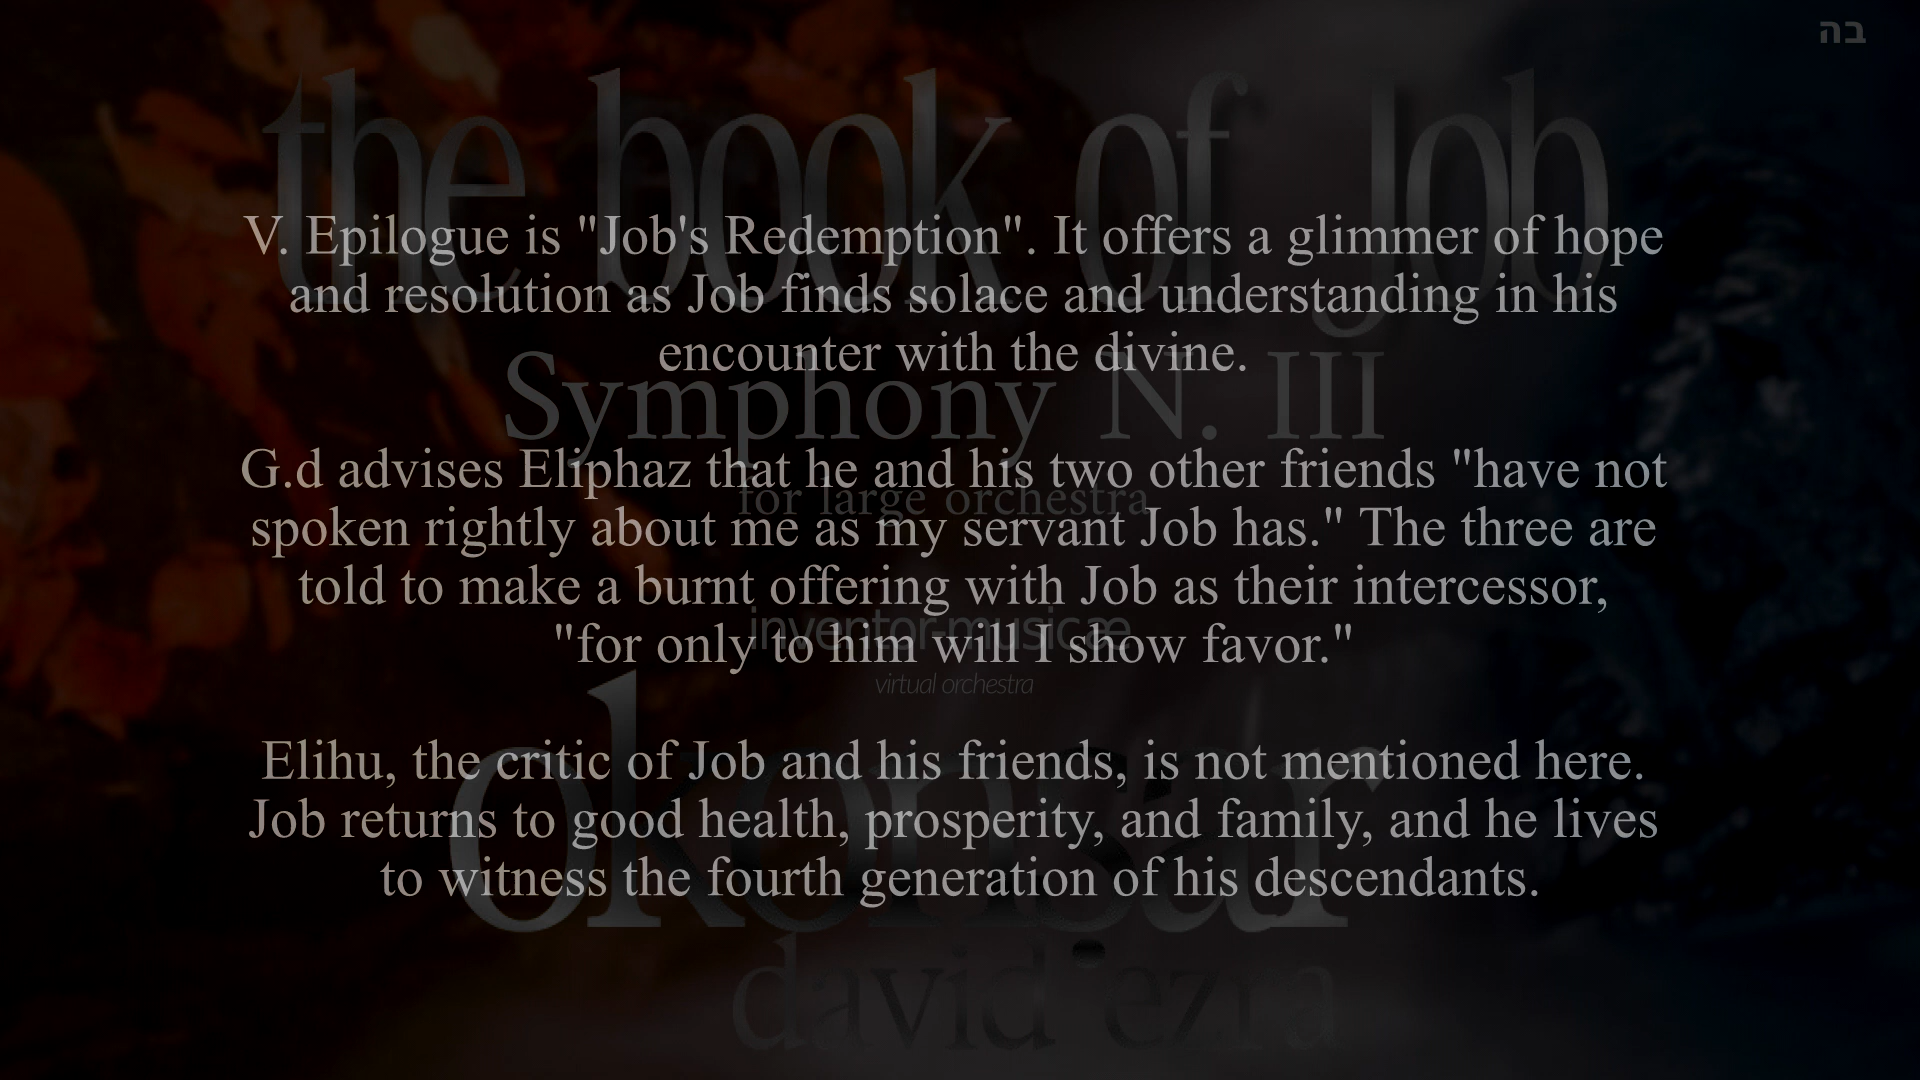 בה
the book of Job
V. Epilogue is "Job's Redemption". It offers a glimmer of hope
and resolution as Job finds solace and understanding in his
encounter with the divine.
Symphony N. III
G.d advises Eliphaz that he and his two other friends "have not
for large orchestra
spoken rightly about me as my servant Job has." The three are
told to make a burnt offering with Job as their intercessor,
inventor-musicæ
"for only to him will I show favor."
virtual orchestra
Elihu, the critic of Job and his friends, is not mentioned here.
okonsar
Job returns to good health, prosperity, and family, and he lives
to witness the fourth generation of his descendants.
david ezra